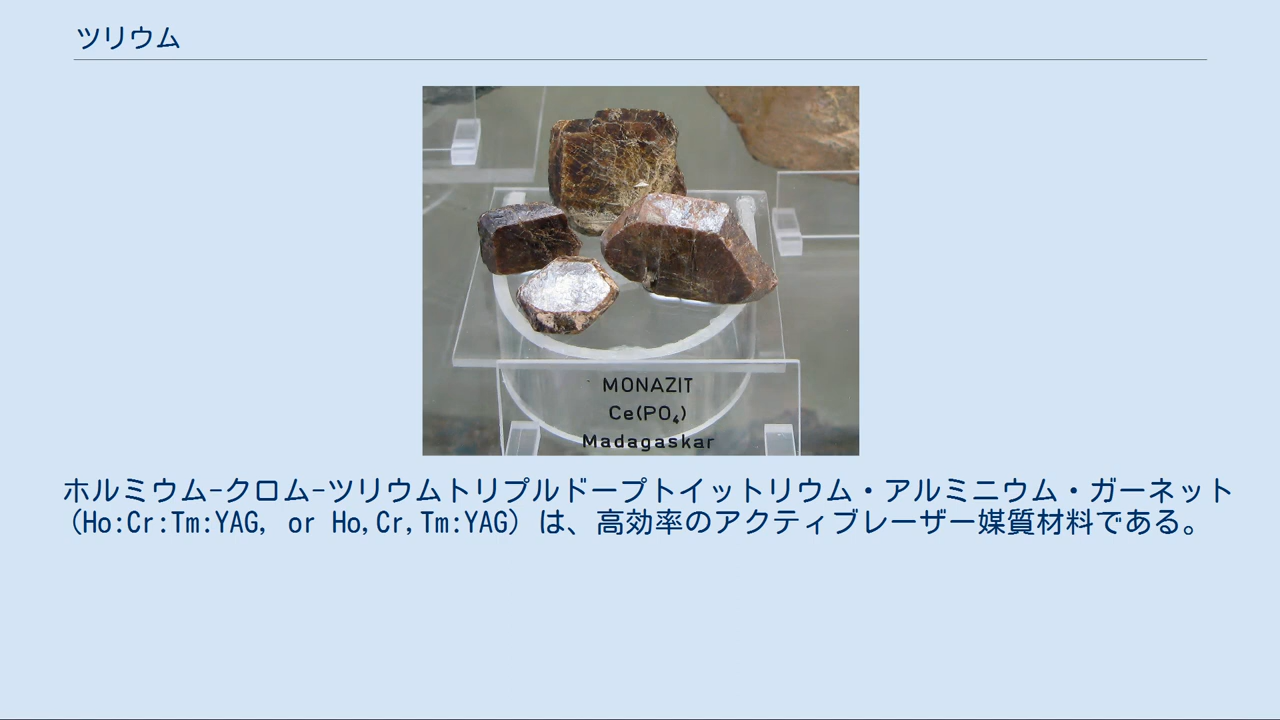 ツリウム
MONAZIT
Ce(PO₄)
Madagaskar
ホルミウム-クロム-ツリウムトリプルドープトイットリウム・アルミニウム・ガーネット
(Ho:Cr:Tm:YAG, or Ho,Cr,Tm:YAG) は、高効率のアクティブレーザー媒質材料である。